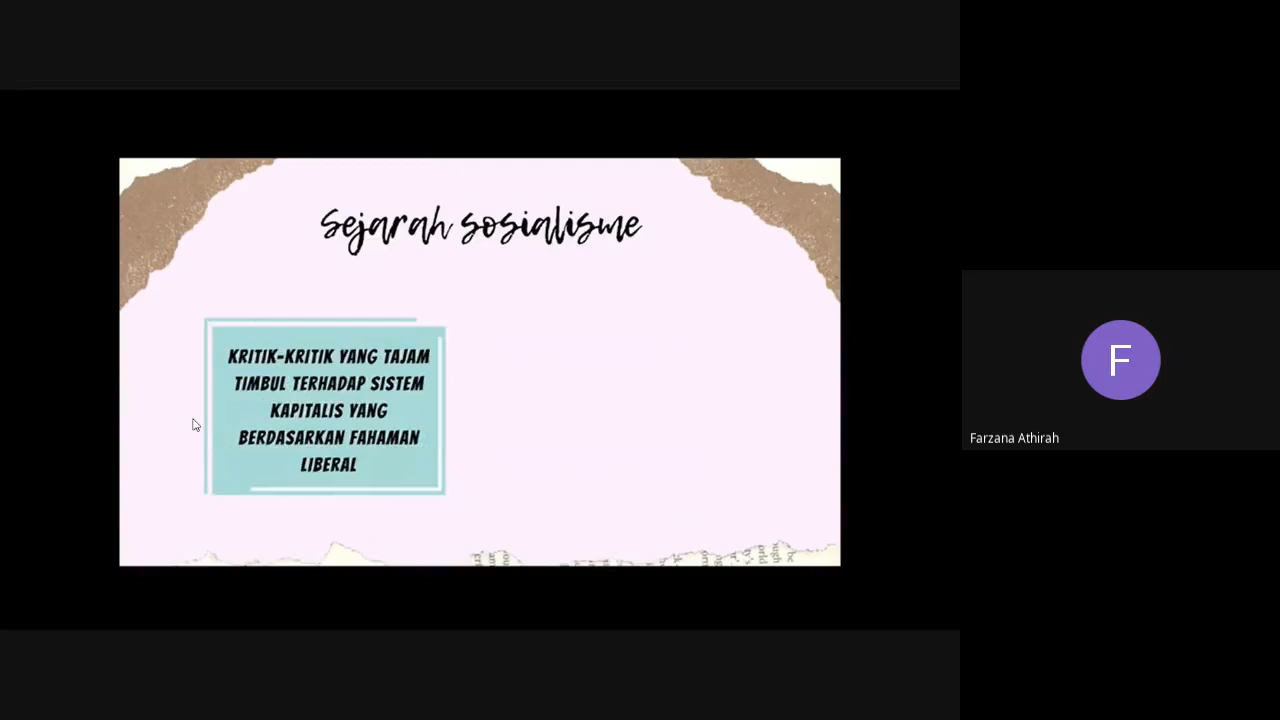 Sejarah sosialisme
KRITIK-KRITIK YANG TAJAM
TIMBUL TERHADAP SISTEM
KAPITALIS YANG
BERDASARKAN FAHAMAN
LIBERAL
F
Farzana Athirah